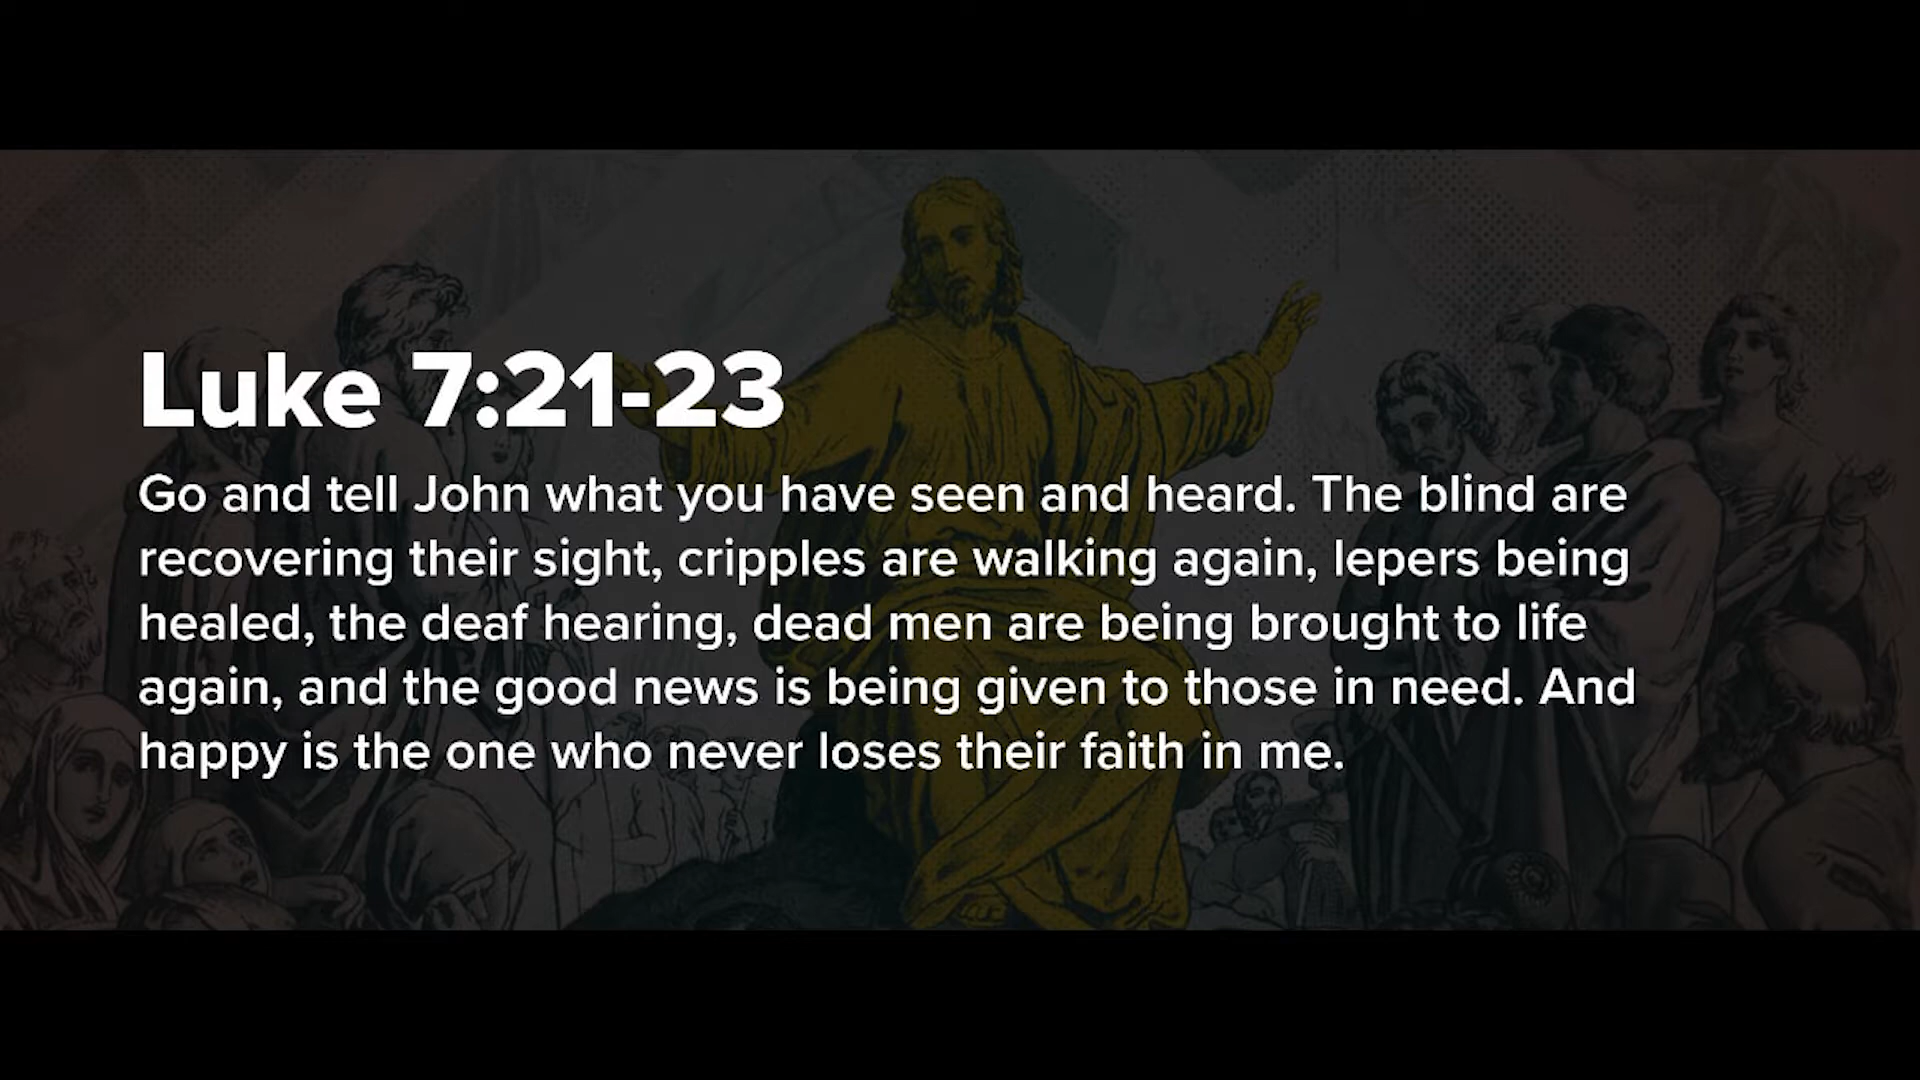 Luke 7:21-23
Go and tell John what you have seen and heard. The blind are
recovering their sight, cripples are walking again, lepers being
healed, the deaf hearing, dead men are being brought to life
again, and the good news is being given to those in need. And
happy is the one who never loses their faith in me.